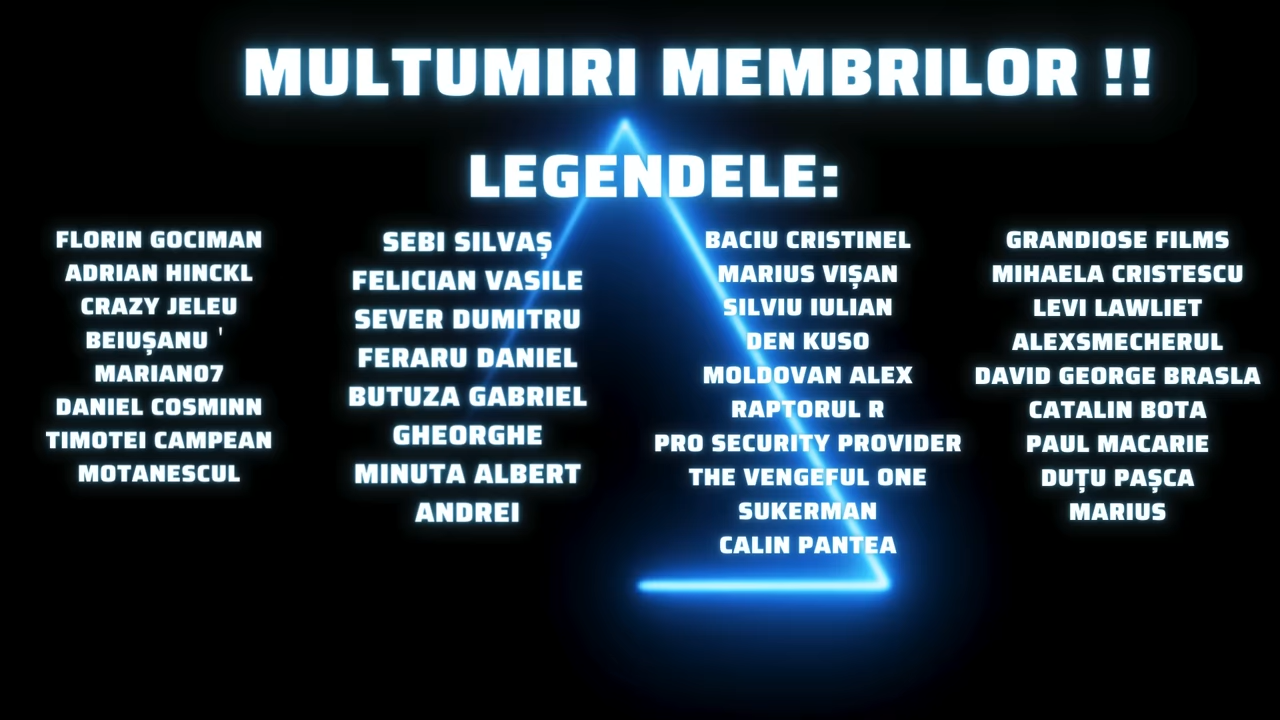 MULTUMIRI MEMBRILOR !!
LEGENDELE:
FLORIN GOCIMAN
ADRIAN HINCKL
CRAZY JELEU
BEIUȘANU '
MARIAN07
DANIEL COSMINN
TIMOTEI CAMPEAN
MOTANESCUL
SEBI SILVAȘ
FELICIAN VASILE
SEVER DUMITRU
FERARU DANIEL
BUTUZA GABRIEL
GHEORGHE
MINUTA ALBERT
ANDREI
BACIU CRISTINEL
MARIUS VIȘAN
SILVIU IULIAN
DEN KUSO
MOLDOVAN ALEX
RAPTORUL R
PRO SECURITY PROVIDER
THE VENGEFUL ONE
SUKERMAN
CALIN PANTEA
GRANDIOSE FILMS
MIHAELA CRISTESCU
LEVI LAWLIET
ALEXSMECHERUL
DAVID GEORGE BRASLA
CATALIN BOTA
PAUL MACARIE
DUȚU PAȘCA
MARIUS